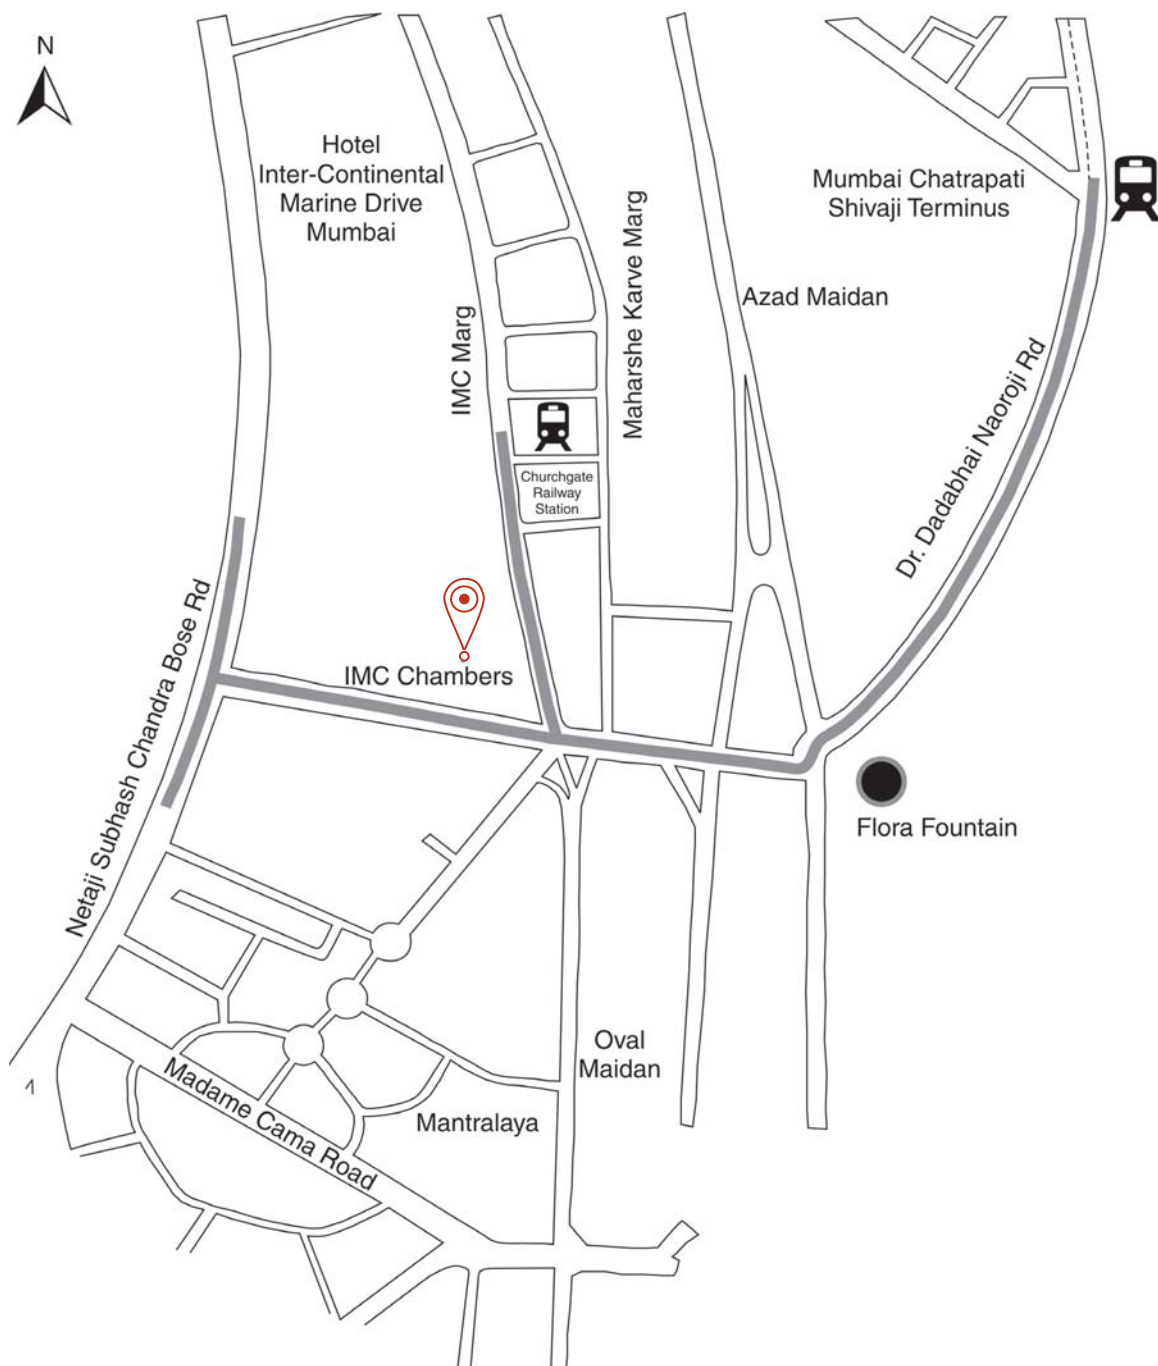 N
Hotel
Inter-Continental
Marine Drive
Mumbai
Mumbai Chatrapati
Shivaji Terminus
Maharshe Karve Marg
Azad Maidan
IMC Marg
Dr. Dadabhai Naoroji Rd
Churchgate
Railway
Station
Netaji Subhash Chandra Bose Rd
IMC Chambers
Flora Fountain
Oval
Maidan
Madame Cama Road
Mantralaya